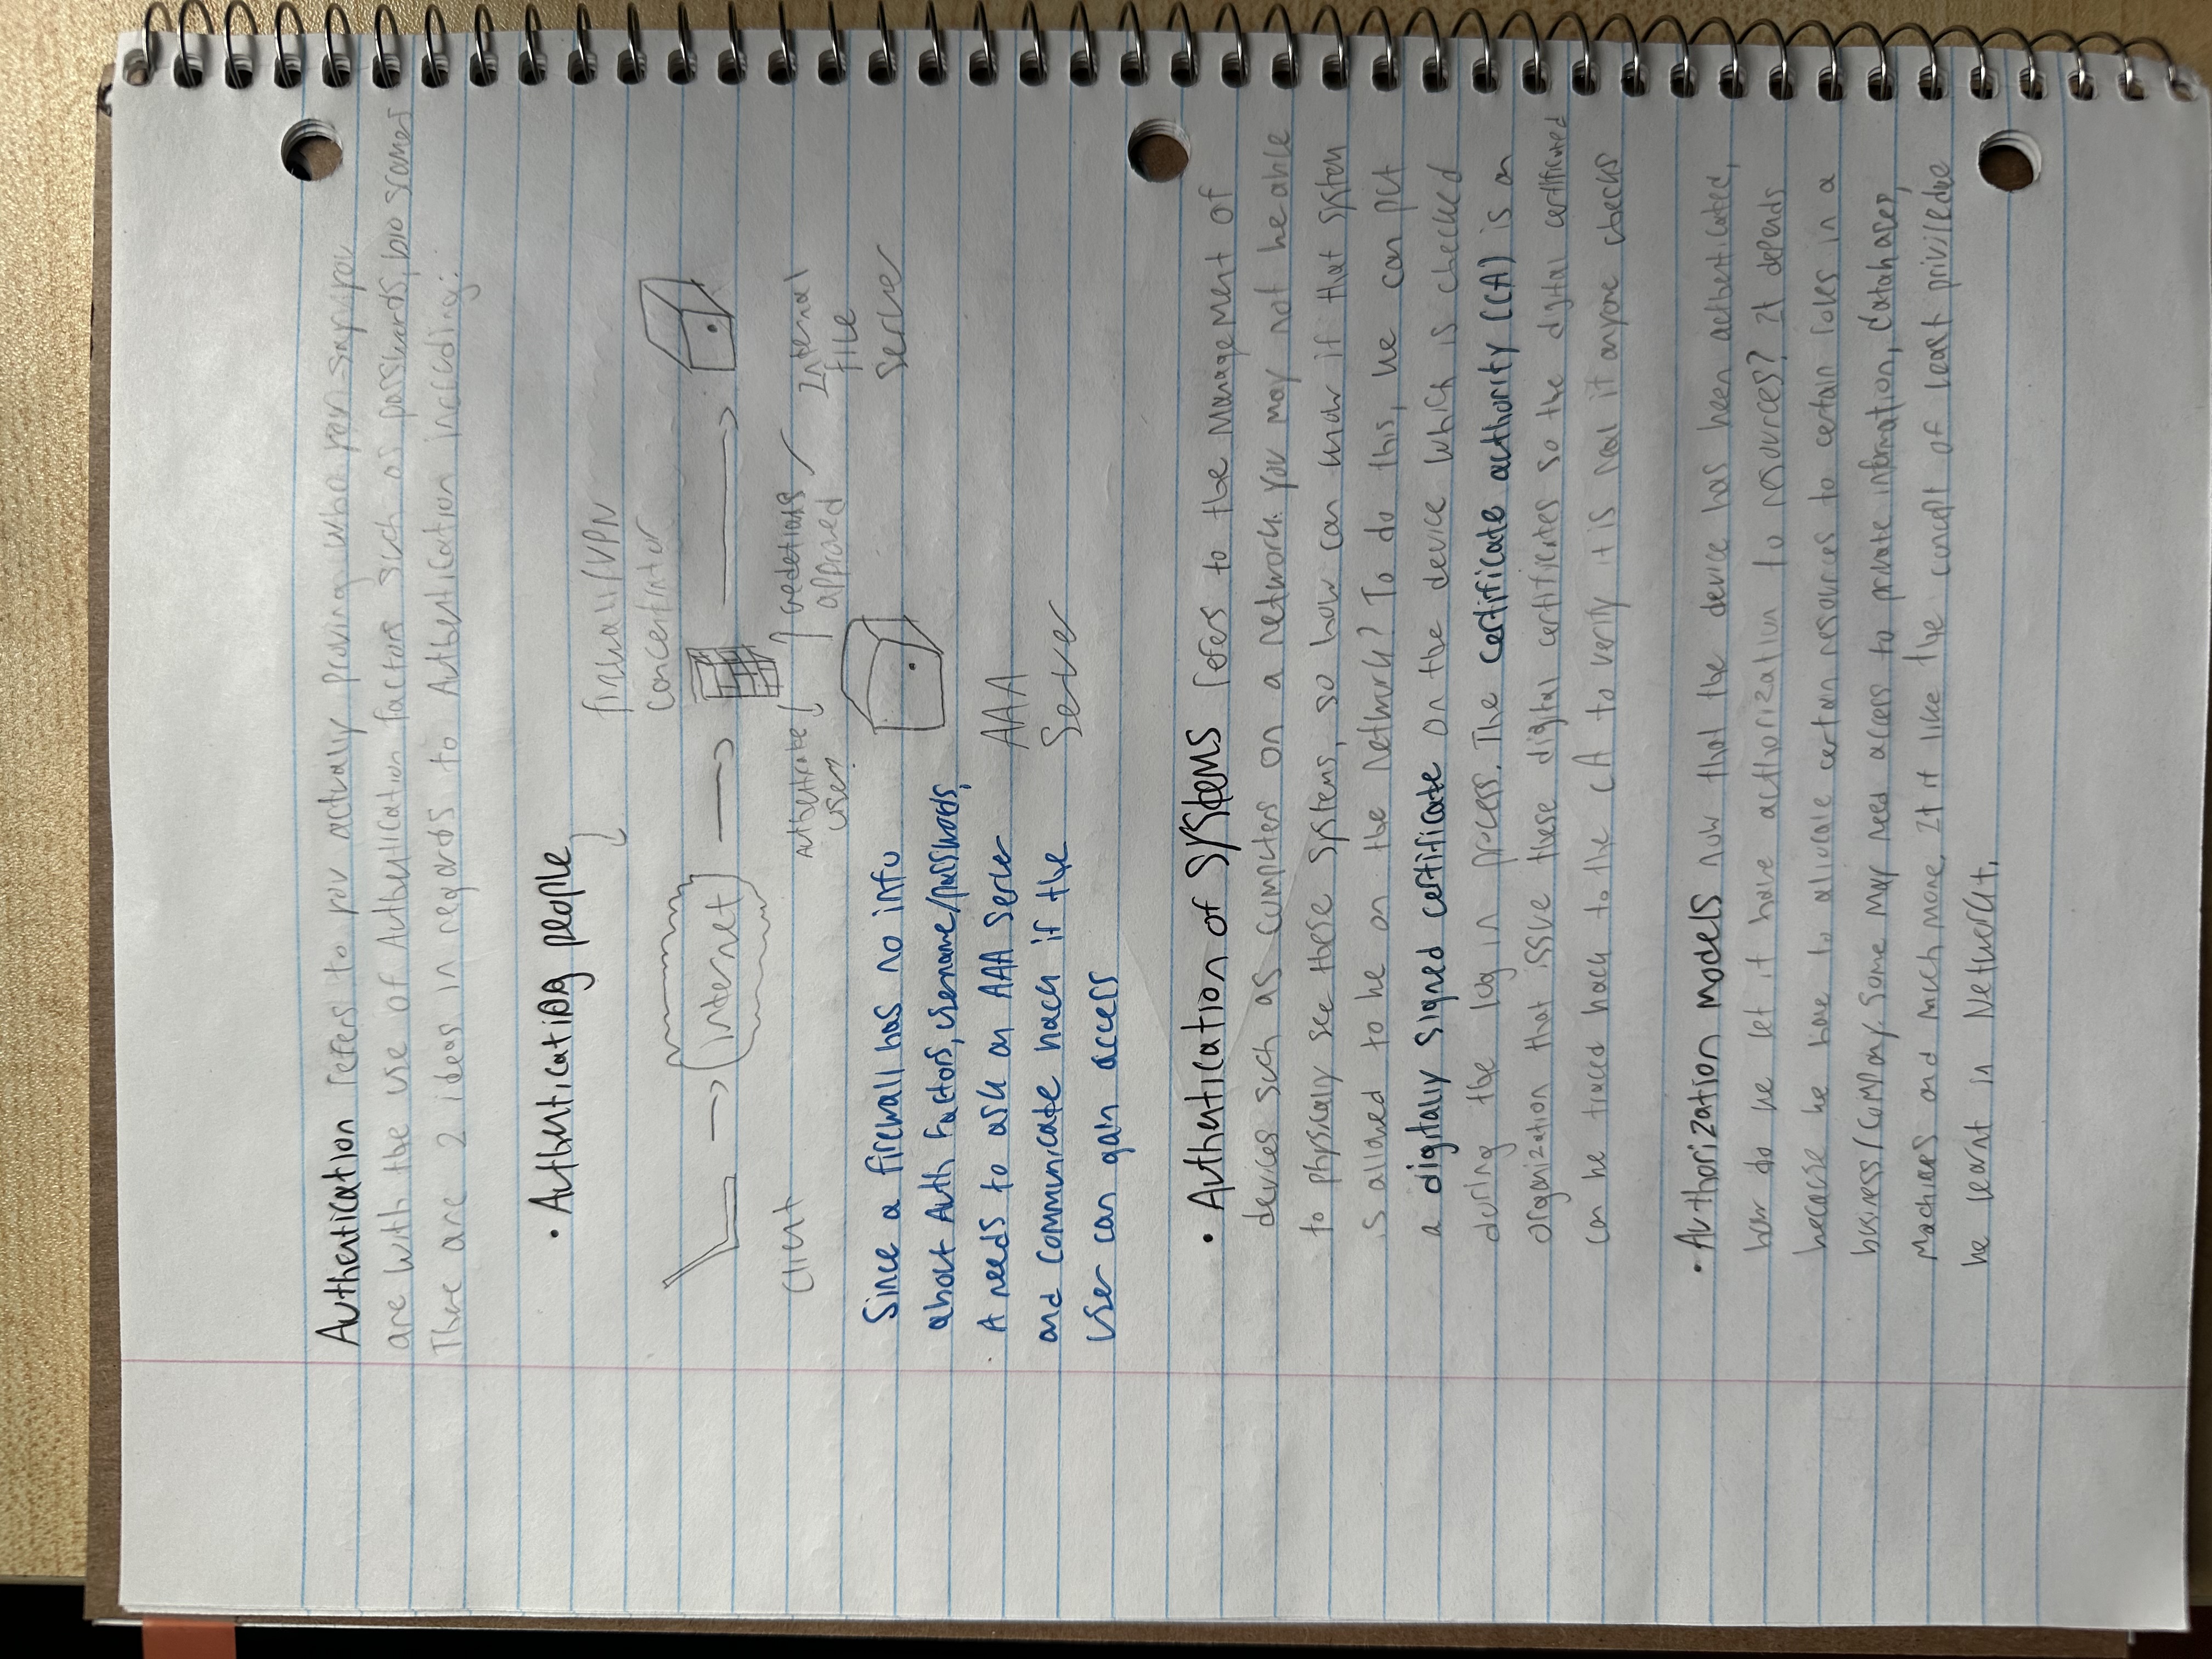 Authentication refers to you actually proving who you say you
are with the use of Authentication factors such as passwords, bio scanners
There are 2 ideas in regards to Authentication including:
• Authenticating people
firewall/VPN
concentrator
Internet
Client
Authenticate
user?
credetials
approved
Internal
file
server
Since a firewall has no info
about Auth Factors, username/passwords,
A needs to ask an AAA server
and communicate back if the
user can gain access
AAA
Server
• Authentication of systems refers to the management of
devices such as computers on a network. you may not be able
to physically see these systems, so how can know if that system
is allowed to be on the network? To do this, we can put
a digitally signed certificate on the device which is checked
during the log in process. The certificate authority (CA) is an
organization that issue these digital certificates so the digital certificated
can be traced back to the CA to verify it is real if anyone checks
• Authorization models now that the device has been authenticated,
how do we let it have authorization to resources? It depends
because we have to allocate certain resources to certain roles in a
business/company. Some may need access to private information, databases,
machines and much more. It it like the concept of least priviledge
we learnt in Network+.